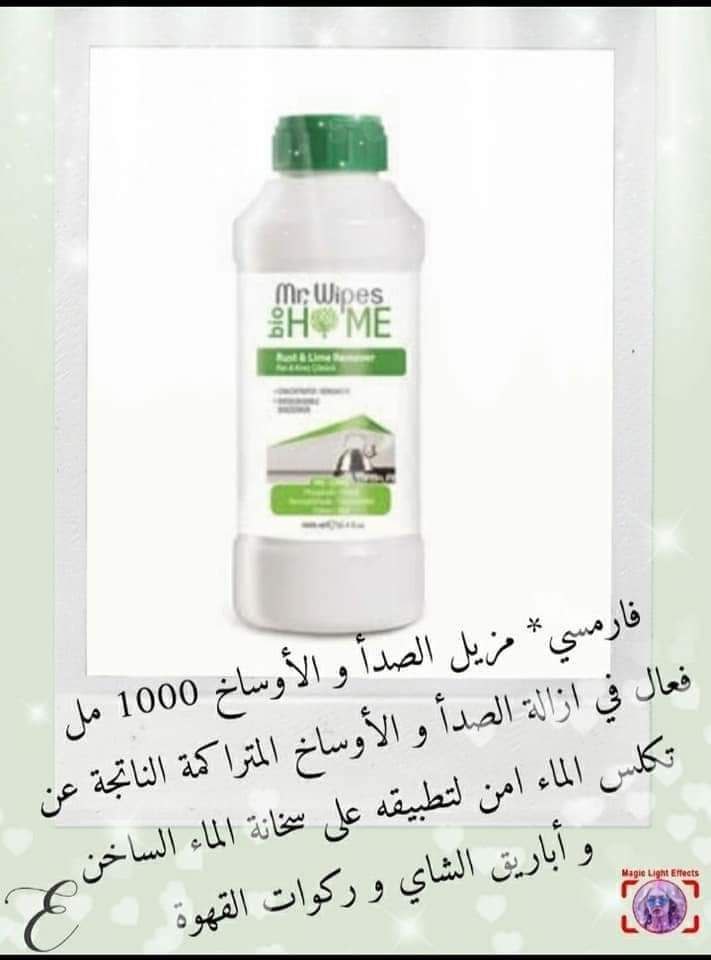 Mr. Wipes
bio HOME
Rust & Lime Remover
فارمسي * مزيل الصدأ و الأوساخ 1000 مل
فعال في ازالة الصدأ و الأوساخ المتراكمة الناتجة عن
تكلس الماء امن لتطبيقه على سخانة الماء الساخن
و أباريق الشاي و ركوات القهوة
Magic Light Effects